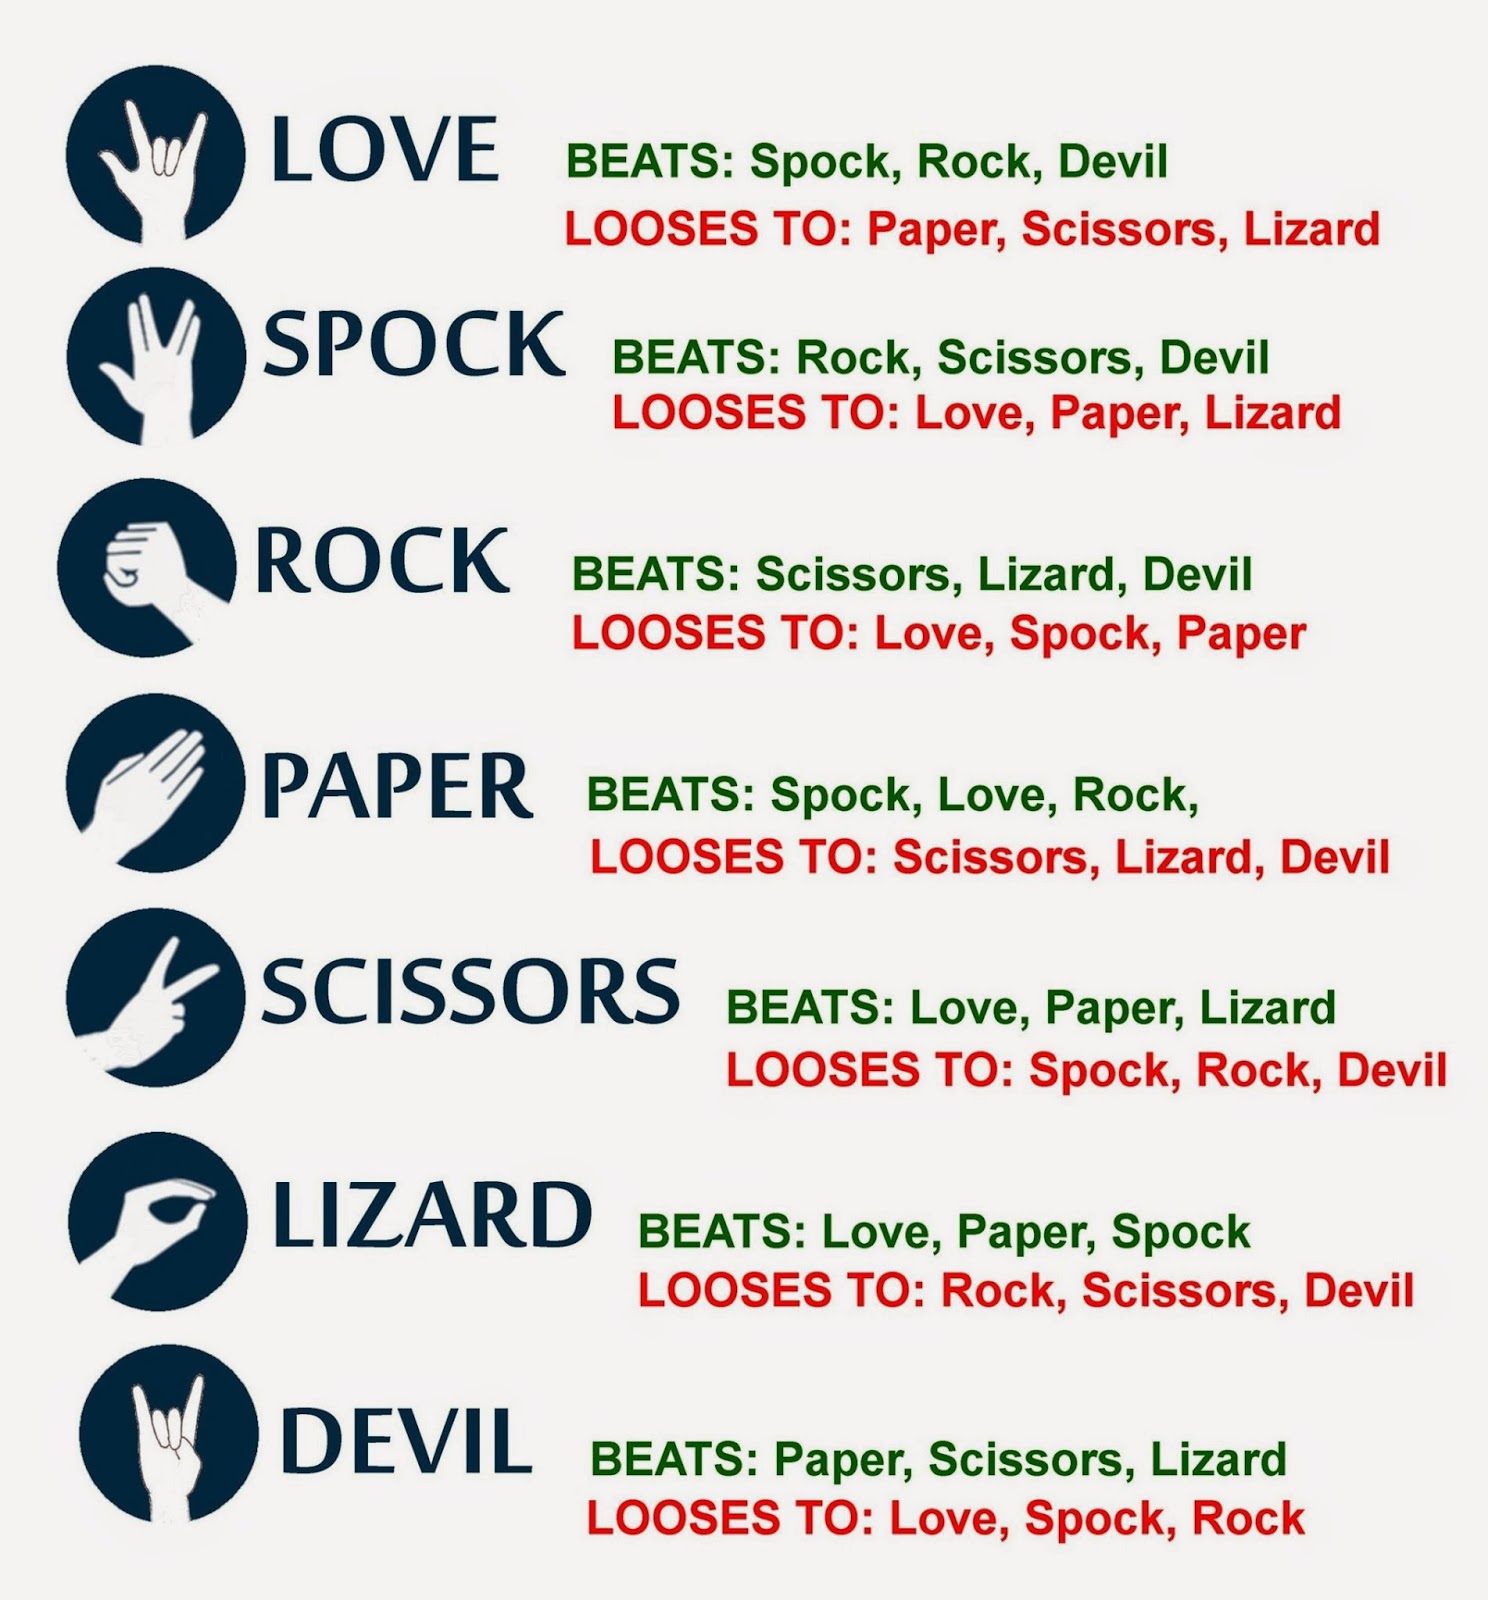 LOVE
BEATS: Spock, Rock, Devil
LOOSES TO: Paper, Scissors, Lizard
SPOCK
BEATS: Rock, Scissors, Devil
LOOSES TO: Love, Paper, Lizard
ROCK
BEATS: Scissors, Lizard, Devil
LOOSES TO: Love, Spock, Paper
PAPER
BEATS: Spock, Love, Rock,
LOOSES TO: Scissors, Lizard, Devil
SCISSORS
BEATS: Love, Paper, Lizard
LOOSES TO: Spock, Rock, Devil
LIZARD
BEATS: Love, Paper, Spock
LOOSES TO: Rock, Scissors, Devil
DEVIL
BEATS: Paper, Scissors, Lizard
LOOSES TO: Love, Spock, Rock